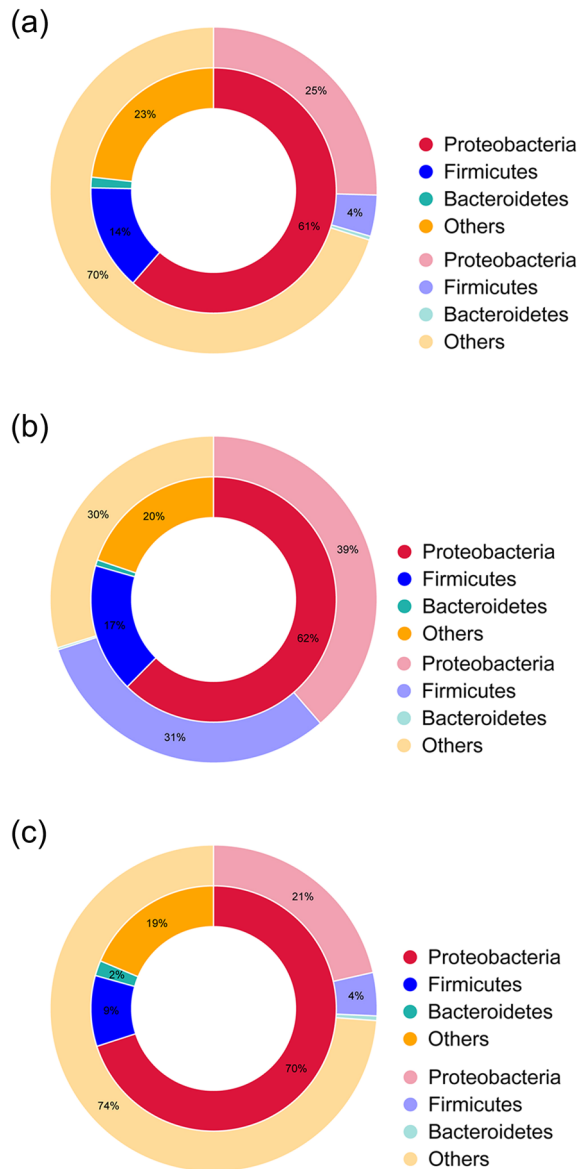 (a)
25%
23%
4%
61%
14%
70%
Proteobacteria
Firmicutes
Bacteroidetes
Others
Proteobacteria
Firmicutes
Bacteroidetes
Others
(b)
30%
20%
39%
17%
62%
31%
Proteobacteria
Firmicutes
Bacteroidetes
Others
Proteobacteria
Firmicutes
Bacteroidetes
Others
(c)
21%
19%
2%
4%
9%
70%
74%
Proteobacteria
Firmicutes
Bacteroidetes
Others
Proteobacteria
Firmicutes
Bacteroidetes
Others